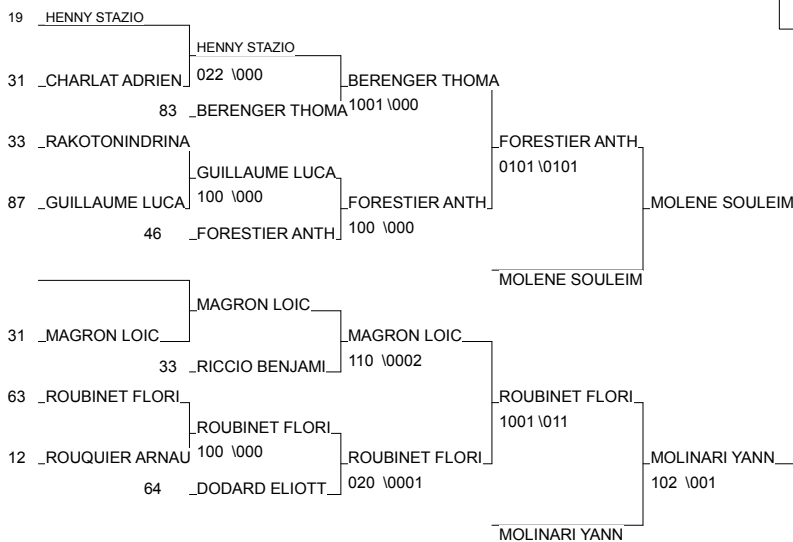 19 HENNY STAZIO
HENNY STAZIO
31 CHARLAT ADRIEN 022 \000 BERENGER THOMA
83 BERENGER THOMA 1001 \000
33 RAKOTONINDRINA FORESTIER ANTH
GUILLAUME LUCA 0101 \0101
87 GUILLAUME LUCA 100 \000 FORESTIER ANTH MOLENE SOULEIM
46 FORESTIER ANTH 100 \000
MOLENE SOULEIM
MAGRON LOIC
31 MAGRON LOIC MAGRON LOIC
33 RICCIO BENJAMI 110 \0002
63 ROUBINET FLORI ROUBINET FLORI
ROUBINET FLORI 1001 \011
12 ROUQUIER ARNAU 100 \000 ROUBINET FLORI MOLINARI YANN
64 DODARD ELIOTT 020 \0001 102 \001
MOLINARI YANN